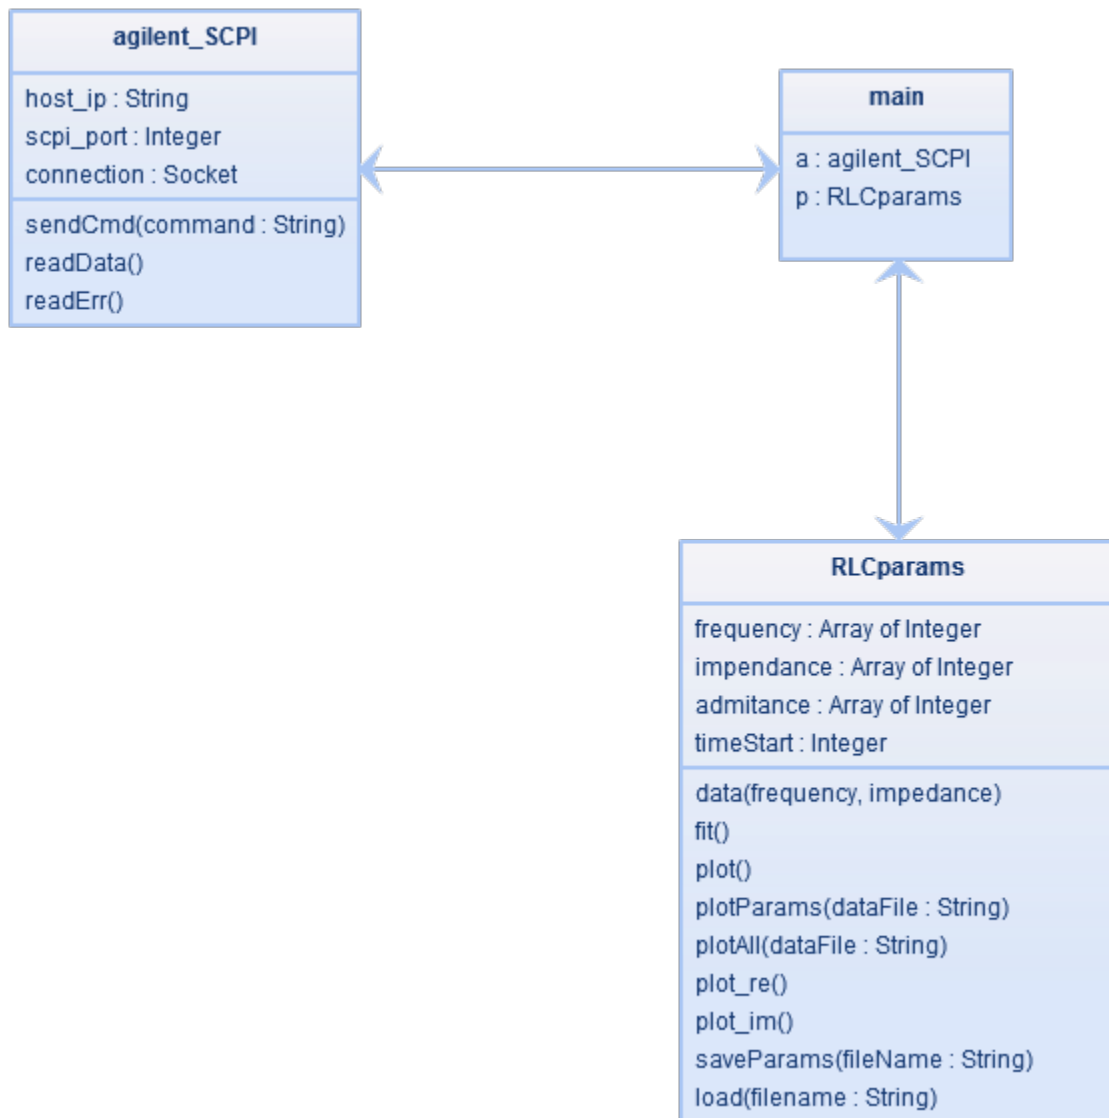 agilent_SCPI
host_ip : String
scpi_port : Integer
connection : Socket
sendCmd(command : String)
readData()
readErr()
main
a : agilent_SCPI
p : RLCparams
RLCparams
frequency : Array of Integer
impendance : Array of Integer
admitance : Array of Integer
timeStart : Integer
data(frequency, impedance)
fit()
plot()
plotParams(dataFile : String)
plotAll(dataFile : String)
plot_re()
plot_im()
saveParams(fileName : String)
load(filename : String)